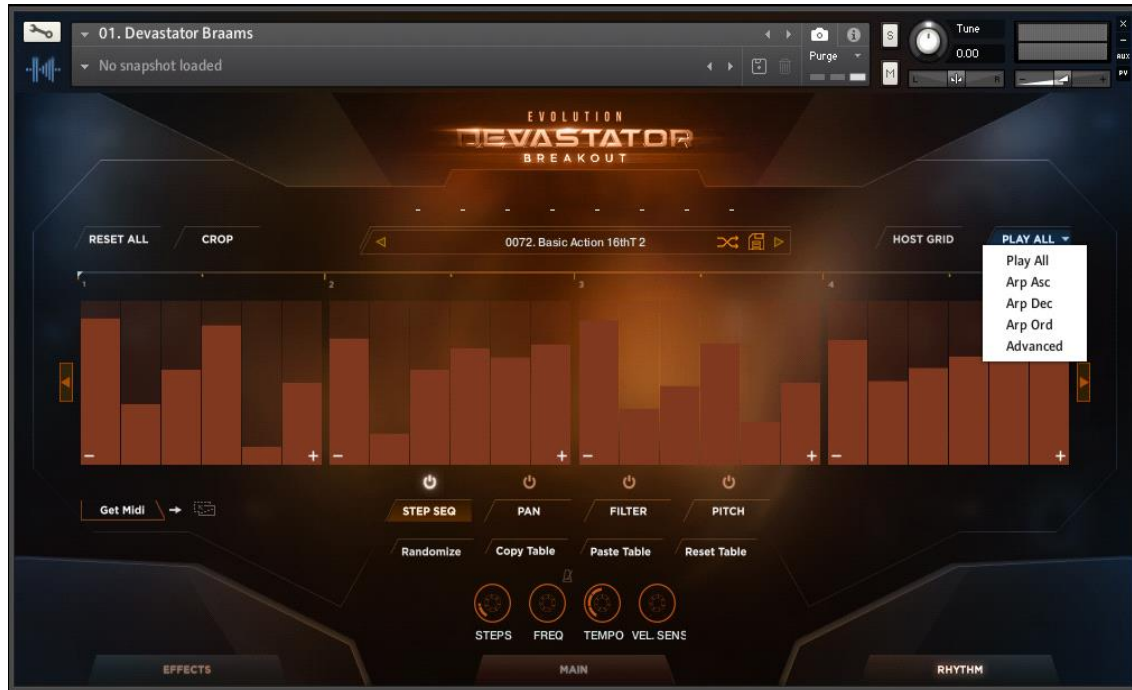 01. Devastator Braams
No snapshot loaded
Purge
S
M
Tune
0.00
L R
- +
×
-
AUX
PV
EVOLUTION
DEVASTATOR
BREAKOUT
- - - - - - - -
RESET ALL
CROP
0072. Basic Action 16thT 2
HOST GRID
PLAY ALL
Play All
Arp Asc
Arp Dec
Arp Ord
Advanced
1 2 3 4
- + - + - + - +
Get Midi
STEP SEQ
PAN
FILTER
PITCH
Randomize
Copy Table
Paste Table
Reset Table
STEPS
FREQ
TEMPO
VEL. SENS
EFFECTS
MAIN
RHYTHM